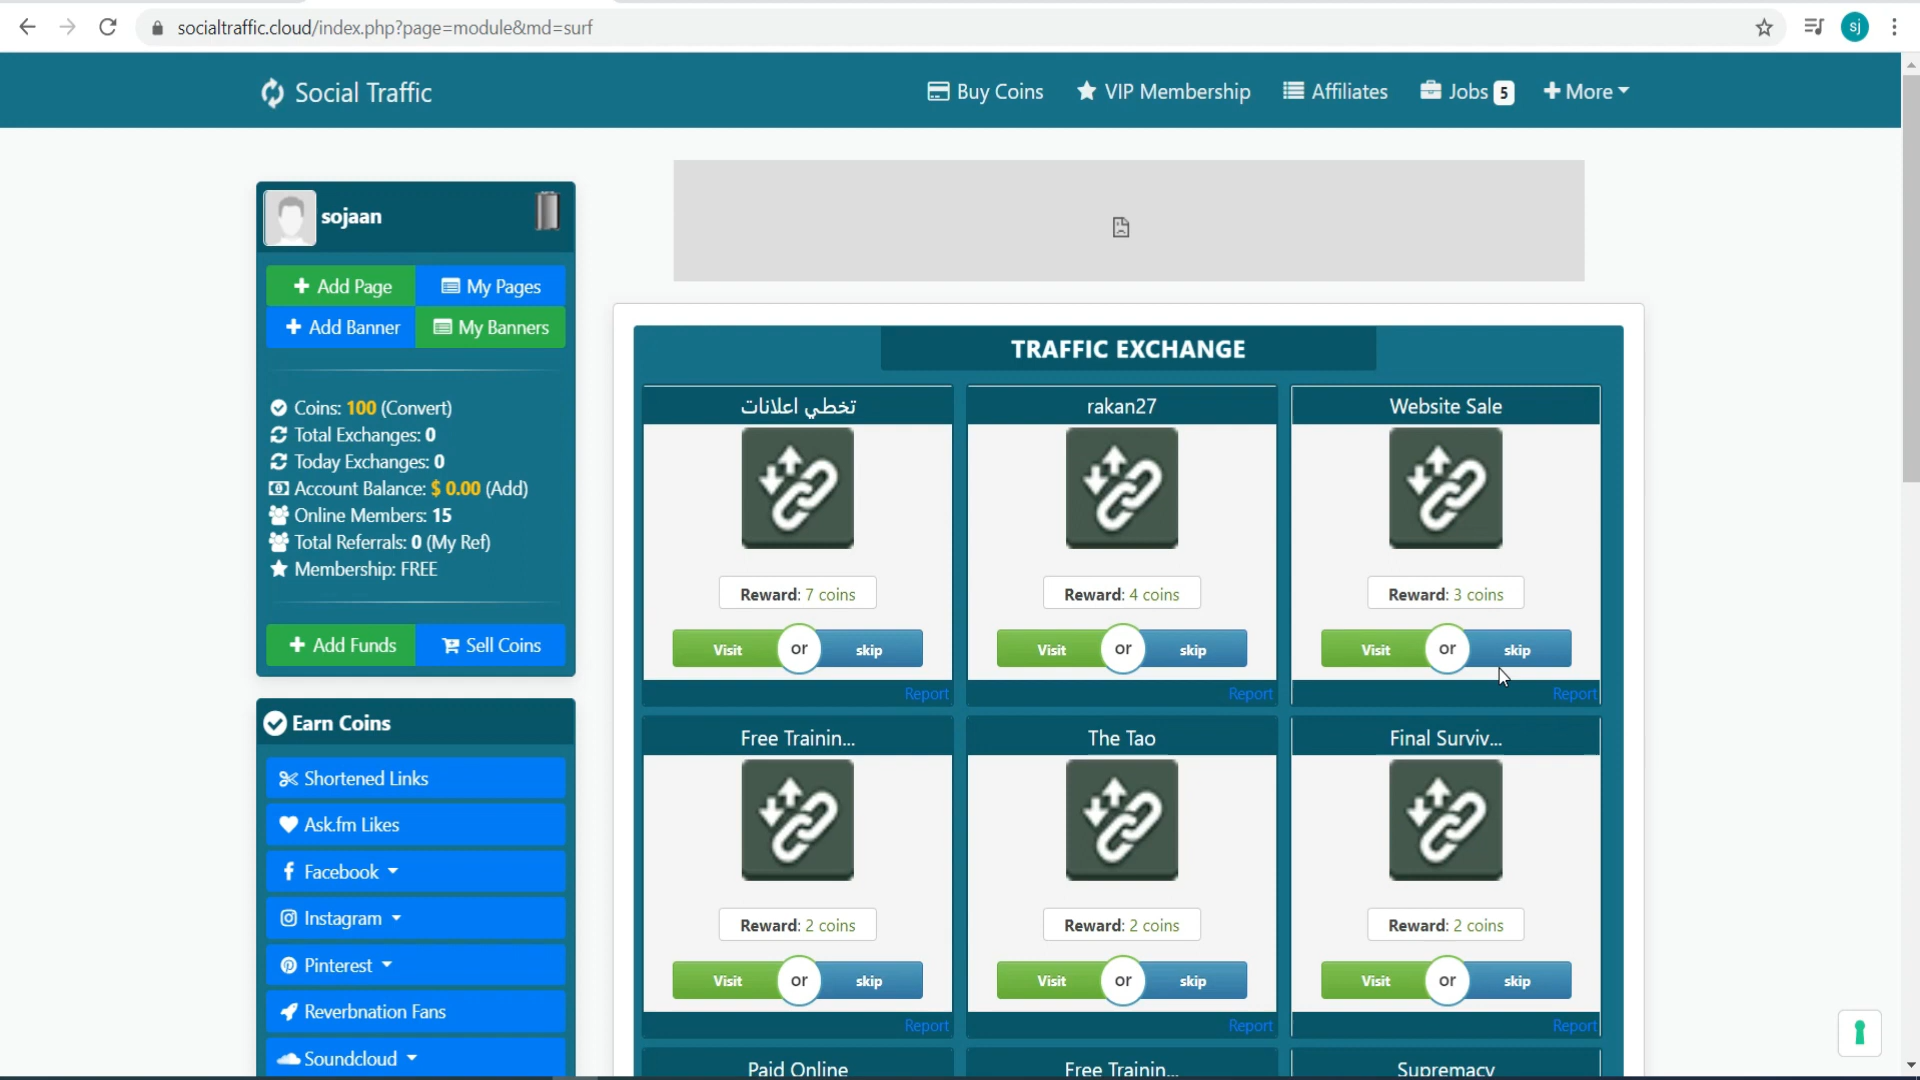 socialtraffic.cloud/index.php?page=module&md=surf
sj
Social Traffic
Buy Coins
VIP Membership
Affiliates
Jobs 5
More
sojaan
Add Page
My Pages
Add Banner
My Banners
Coins: 100 (Convert)
Total Exchanges: 0
Today Exchanges: 0
Account Balance: $ 0.00 (Add)
Online Members: 15
Total Referrals: 0 (My Ref)
Membership: FREE
Add Funds
Sell Coins
Earn Coins
Shortened Links
Ask.fm Likes
Facebook
Instagram
Pinterest
Reverbnation Fans
Soundcloud
TRAFFIC EXCHANGE
تخطي اعلانات
Reward: 7 coins
Visit or skip
Report
rakan27
Reward: 4 coins
Visit or skip
Report
Website Sale
Reward: 3 coins
Visit or skip
Report
Free Trainin...
Reward: 2 coins
Visit or skip
Report
The Tao
Reward: 2 coins
Visit or skip
Report
Final Surviv...
Reward: 2 coins
Visit or skip
Report
Paid Online
Free Trainin...
Supremacy